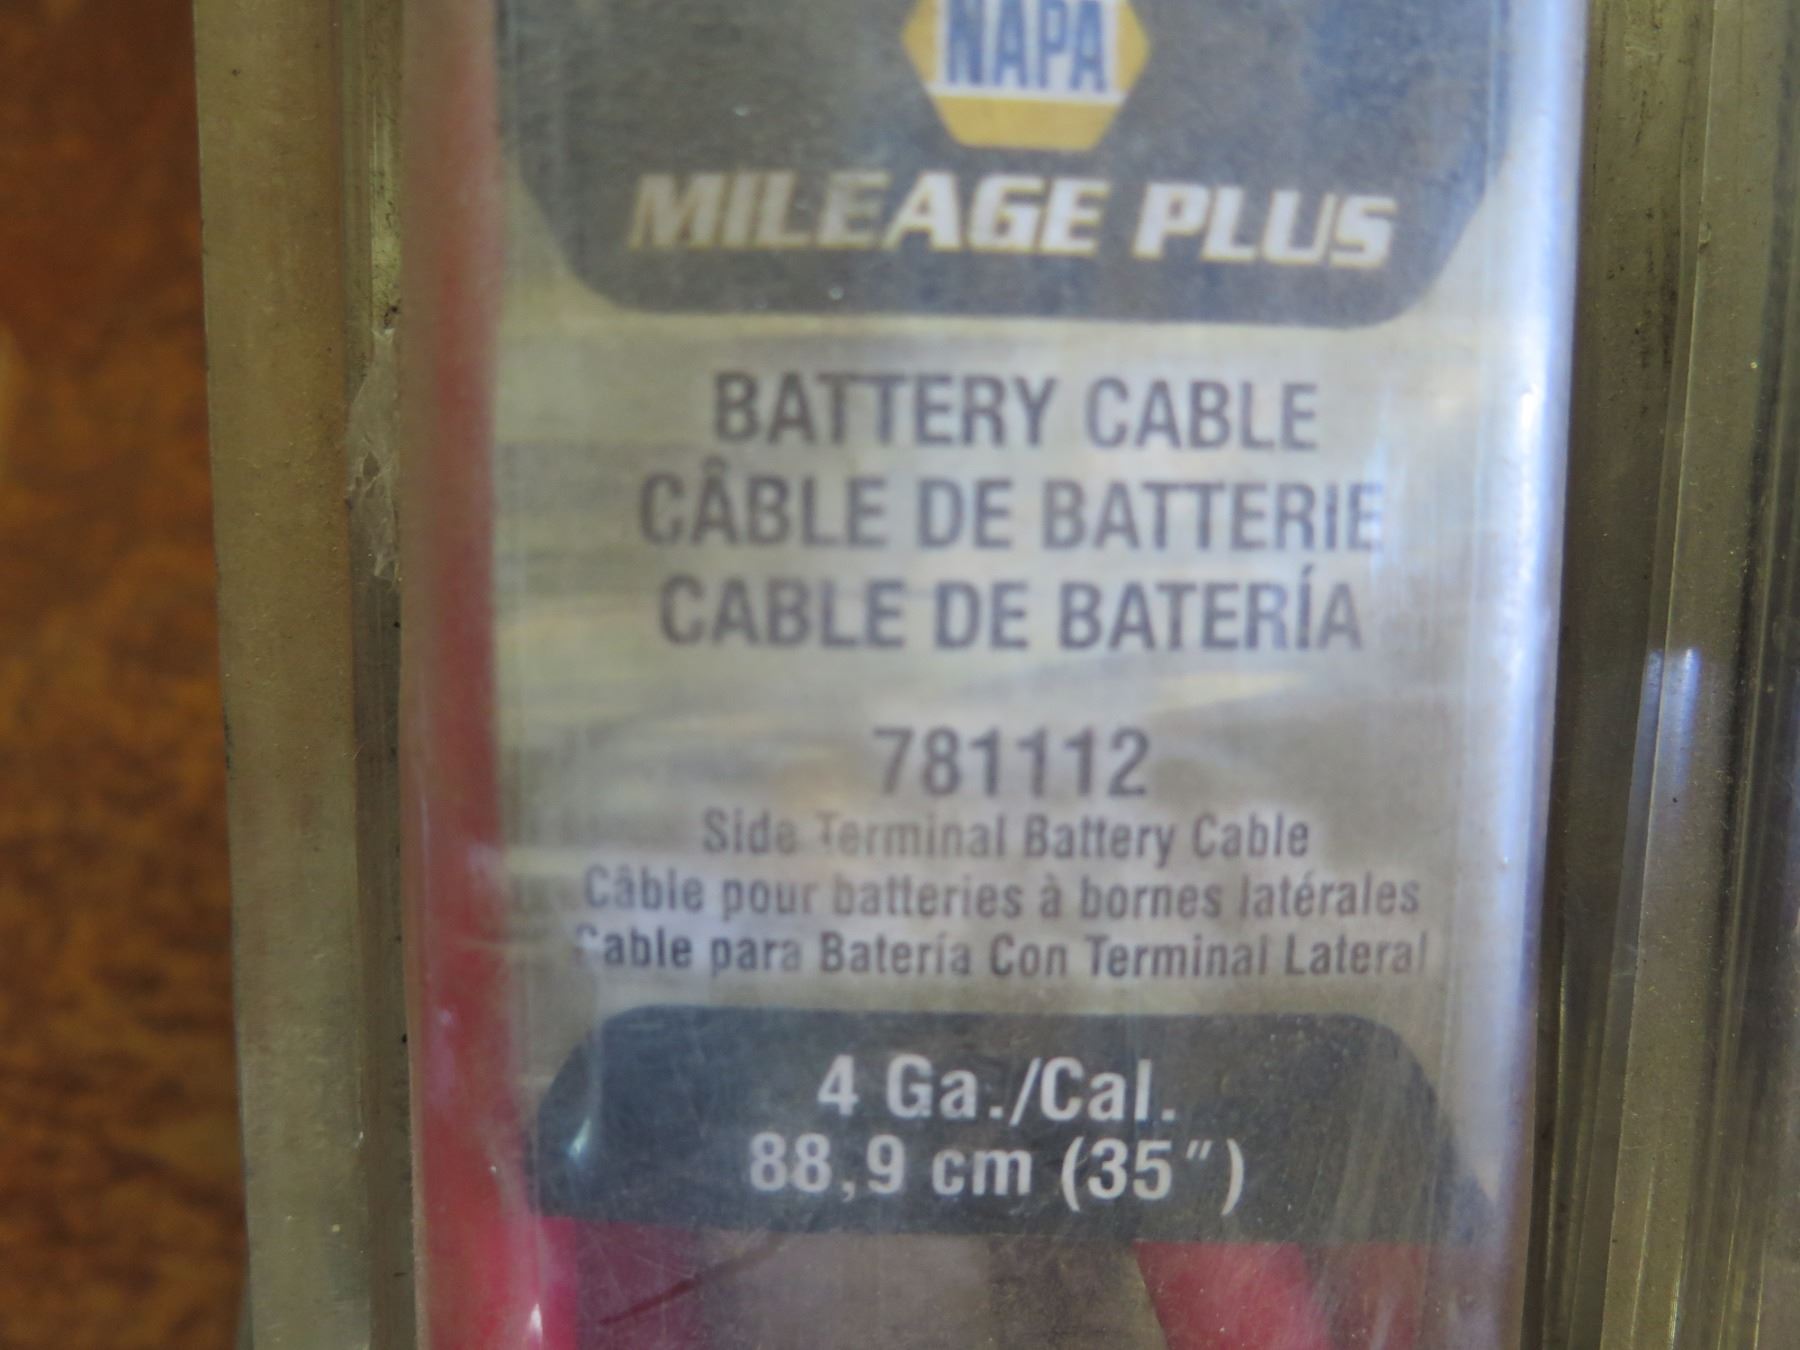 NAPA
MILEAGE PLUS
BATTERY CABLE
CÂBLE DE BATTERIE
CABLE DE BATERÍA
781112
Side Terminal Battery Cable
Câble pour batteries à bornes latérales
Cable para Batería Con Terminal Lateral
4 Ga./Cal.
88,9 cm (35″)